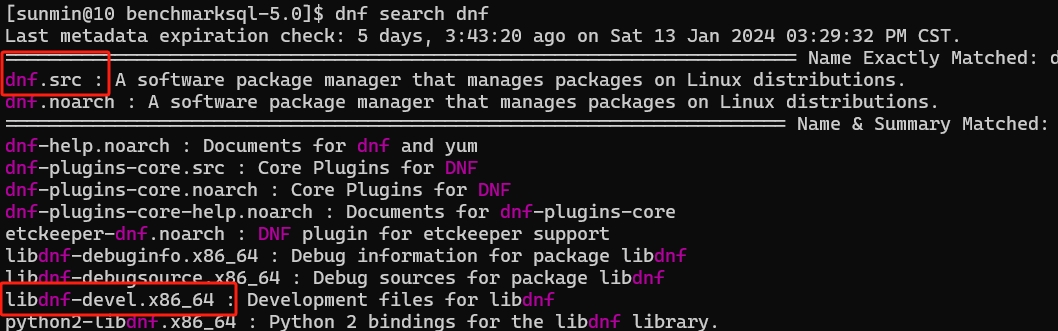 [sunmin@10 benchmarksql-5.0]$ dnf search dnf
Last metadata expiration check: 5 days, 3:43:20 ago on Sat 13 Jan 2024 03:29:32 PM CST.
================================================================================ Name Exactly Matched: d
dnf.src : A software package manager that manages packages on Linux distributions.
dnf.noarch : A software package manager that manages packages on Linux distributions.
=============================================================================== Name & Summary Matched:
dnf-help.noarch : Documents for dnf and yum
dnf-plugins-core.src : Core Plugins for DNF
dnf-plugins-core.noarch : Core Plugins for DNF
dnf-plugins-core-help.noarch : Documents for dnf-plugins-core
etckeeper-dnf.noarch : DNF plugin for etckeeper support
libdnf-debuginfo.x86_64 : Debug information for package libdnf
libdnf-debugsource.x86_64 : Debug sources for package libdnf
libdnf-devel.x86_64 : Development files for libdnf
python2-libdnf.x86_64 : Python 2 bindings for the libdnf library.